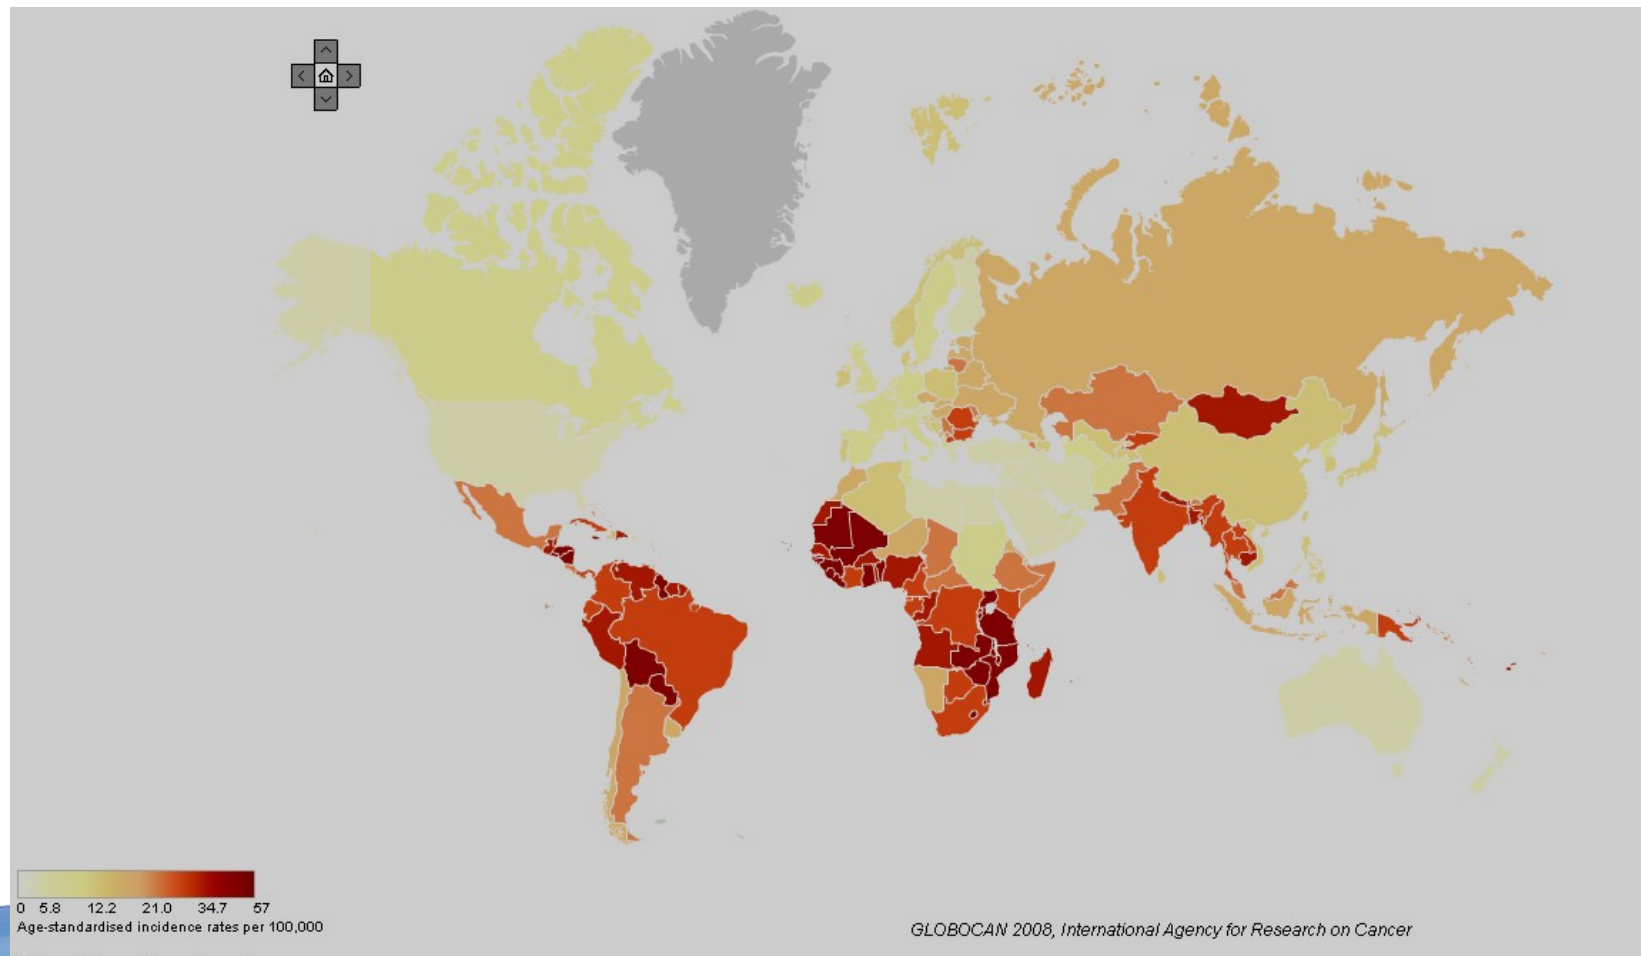 0 5.8 12.2 21.0 34.7 57
Age-standardised incidence rates per 100,000
GLOBOCAN 2008, International Agency for Research on Cancer